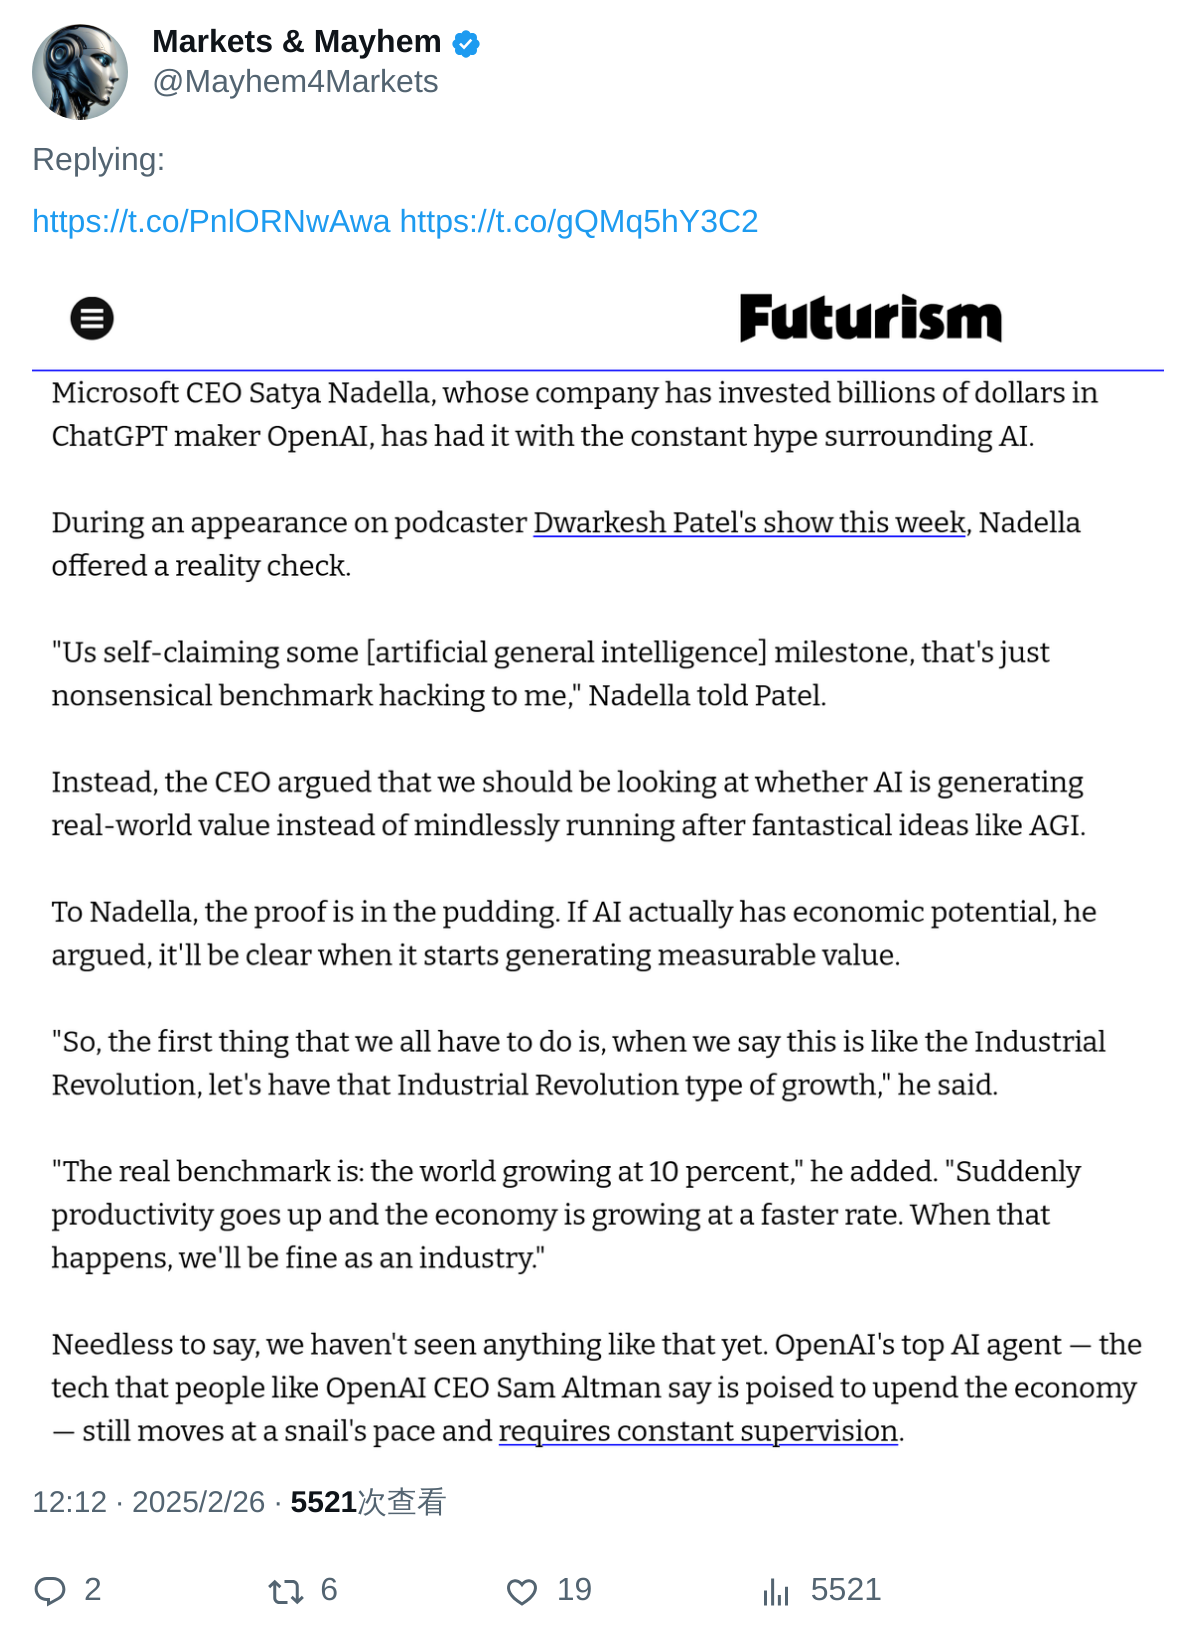 Markets & Mayhem
@Mayhem4Markets
Replying:
https://t.co/PnlORNwAwa https://t.co/gQMq5hY3C2
Futurism
Microsoft CEO Satya Nadella, whose company has invested billions of dollars in
ChatGPT maker OpenAI, has had it with the constant hype surrounding AI.
During an appearance on podcaster Dwarkesh Patel's show this week, Nadella
offered a reality check.
"Us self-claiming some [artificial general intelligence] milestone, that's just
nonsensical benchmark hacking to me," Nadella told Patel.
Instead, the CEO argued that we should be looking at whether AI is generating
real-world value instead of mindlessly running after fantastical ideas like AGI.
To Nadella, the proof is in the pudding. If AI actually has economic potential, he
argued, it'll be clear when it starts generating measurable value.
"So, the first thing that we all have to do is, when we say this is like the Industrial
Revolution, let's have that Industrial Revolution type of growth," he said.
"The real benchmark is: the world growing at 10 percent," he added. "Suddenly
productivity goes up and the economy is growing at a faster rate. When that
happens, we'll be fine as an industry."
Needless to say, we haven't seen anything like that yet. OpenAI's top AI agent — the
tech that people like OpenAI CEO Sam Altman say is poised to upend the economy
— still moves at a snail's pace and requires constant supervision.
12:12 · 2025/2/26 · 5521次查看
2 6 19 5521